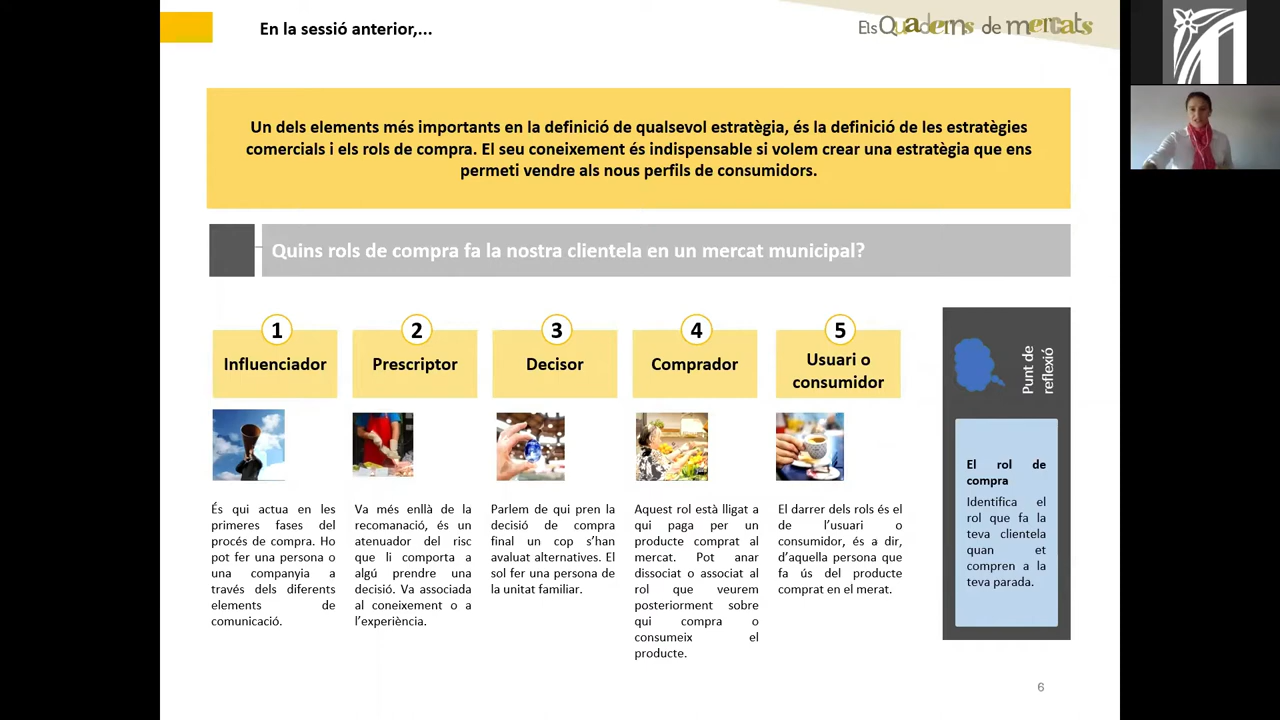 En la sessió anterior,...
Els Quaderns de mercats
Un dels elements més importants en la definició de qualsevol estratègia, és la definició de les estratègies
comercials i els rols de compra. El seu coneixement és indispensable si volem crear una estratègia que ens
permeti vendre als nous perfils de consumidors.
Quins rols de compra fa la nostra clientela en un mercat municipal?
1
Influenciador
És qui actua en les
primeres fases del
procés de compra. Ho
pot fer una persona o
una companyia a
través dels diferents
elements de
comunicació.
2
Prescriptor
Va més enllà de la
recomanació, és un
atenuador del risc
que li comporta a
algú prendre una
decisió. Va associada
al coneixement o a
l'experiència.
3
Decisor
Parlem de qui pren la
decisió de compra
final un cop s'han
avaluat alternatives. El
sol fer una persona de
la unitat familiar.
4
Comprador
Aquest rol està lligat a
qui paga per un
producte comprat al
mercat. Pot anar
dissociat o associat al
rol que veurem
posteriorment sobre
qui compra o
consumeix el
producte.
5
Usuari o
consumidor
El darrer dels rols és el
de l'usuari o
consumidor, és a dir,
d'aquella persona que
fa ús del producte
comprat en el merat.
Punt de
reflexió
El rol de
compra
Identifica el
rol que fa la
teva clientela
quan et
compren a la
teva parada.
6